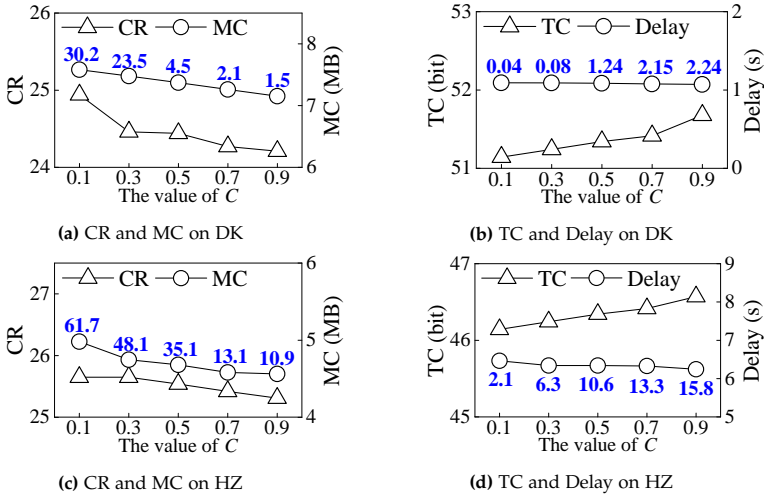 26
CR MC
8
30.2 23.5 4.5 2.1 1.5
25
7
24
6
CR
MC (MB)
0.1 0.3 0.5 0.7 0.9
The value of C
(a) CR and MC on DK
53
TC Delay
2
0.04 0.08 1.24 2.15 2.24
52
1
51
0
TC (bit)
Delay (s)
0.1 0.3 0.5 0.7 0.9
The value of C
(b) TC and Delay on DK
27
CR MC
6
61.7 48.1 35.1 13.1 10.9
26
5
25
4
CR
MC (MB)
0.1 0.3 0.5 0.7 0.9
The value of C
(c) CR and MC on HZ
47
TC Delay
9
8
46
7
6
2.1 6.3 10.6 13.3 15.8
45
5
TC (bit)
Delay (s)
0.1 0.3 0.5 0.7 0.9
The value of C
(d) TC and Delay on HZ